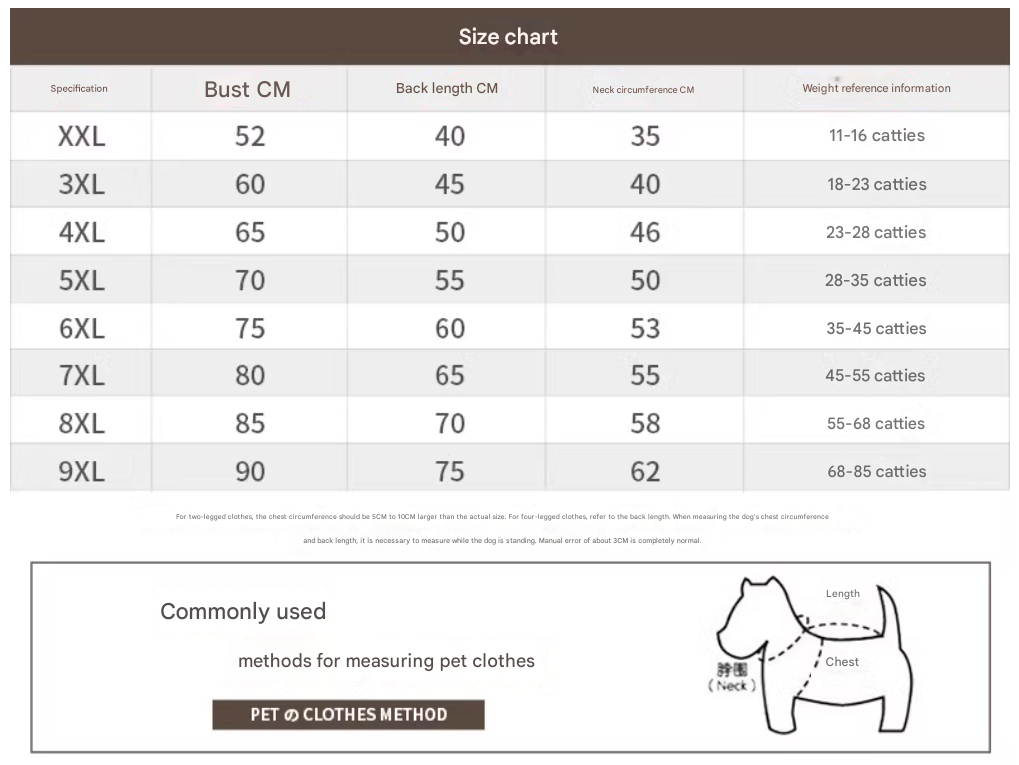 Size chart
Specification Bust CM Back length CM Neck circumference CM Weight reference information
XXL 52 40 35 11-16 catties
3XL 60 45 40 18-23 catties
4XL 65 50 46 23-28 catties
5XL 70 55 50 28-35 catties
6XL 75 60 53 35-45 catties
7XL 80 65 55 45-55 catties
8XL 85 70 58 55-68 catties
9XL 90 75 62 68-85 catties
For two-legged clothes, the chest circumference should be 5CM to 10CM larger than the actual size. For four-legged clothes, refer to the back length. When measuring the dog's chest circumference
and back length, it is necessary to measure while the dog is standing. Manual error of about 3CM is completely normal.
Commonly used
methods for measuring pet clothes
PET の CLOTHES METHOD
Length
Chest
脖围
(Neck)